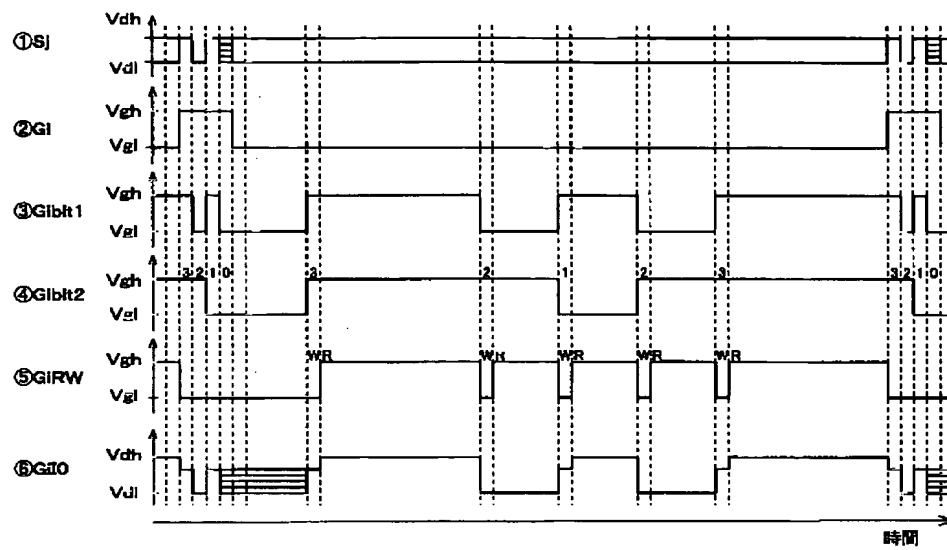 Vdh
①Sj
Vdl
Vgh
②Gi
Vgl
Vgh
③Gibit1
Vgl
3 2 1 0 3 2 1 2 3 3 2 1 0
Vgh
④Gibit2
Vgl
WR WR WR WR WR
Vgh
⑤GiRW
Vgl
Vdh
⑥GiIO
Vdl
時間